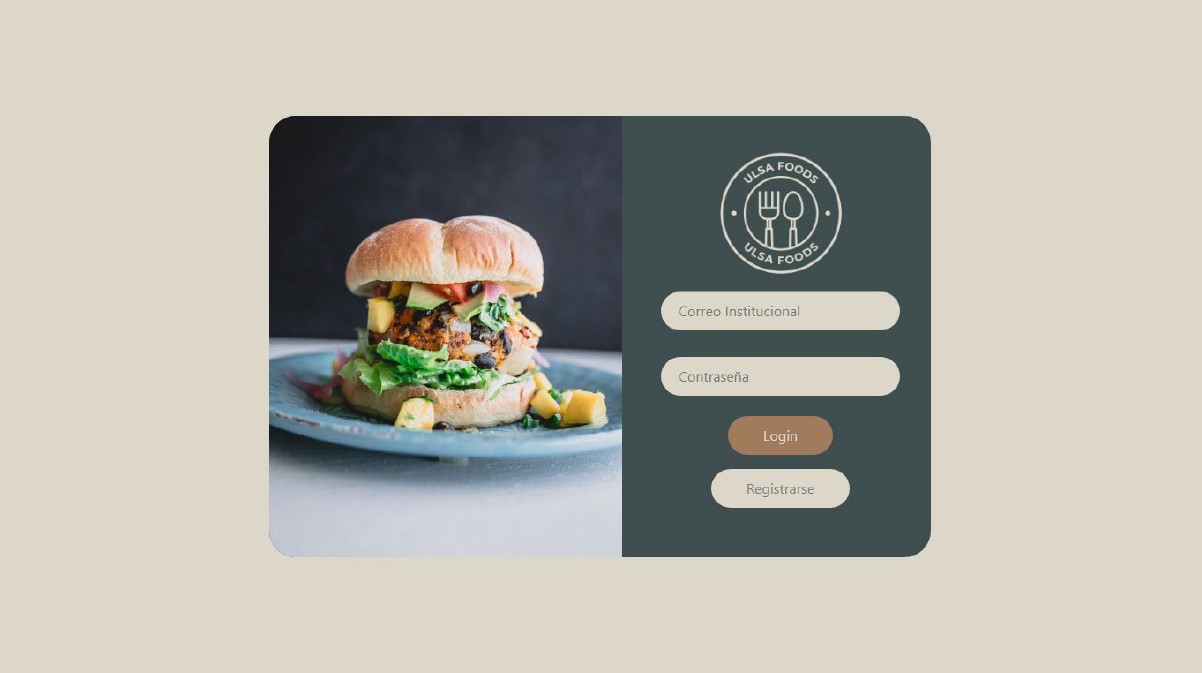 ULSA FOODS
ULSA FOODS
Correo Institucional
Contraseña
Login
Registrarse